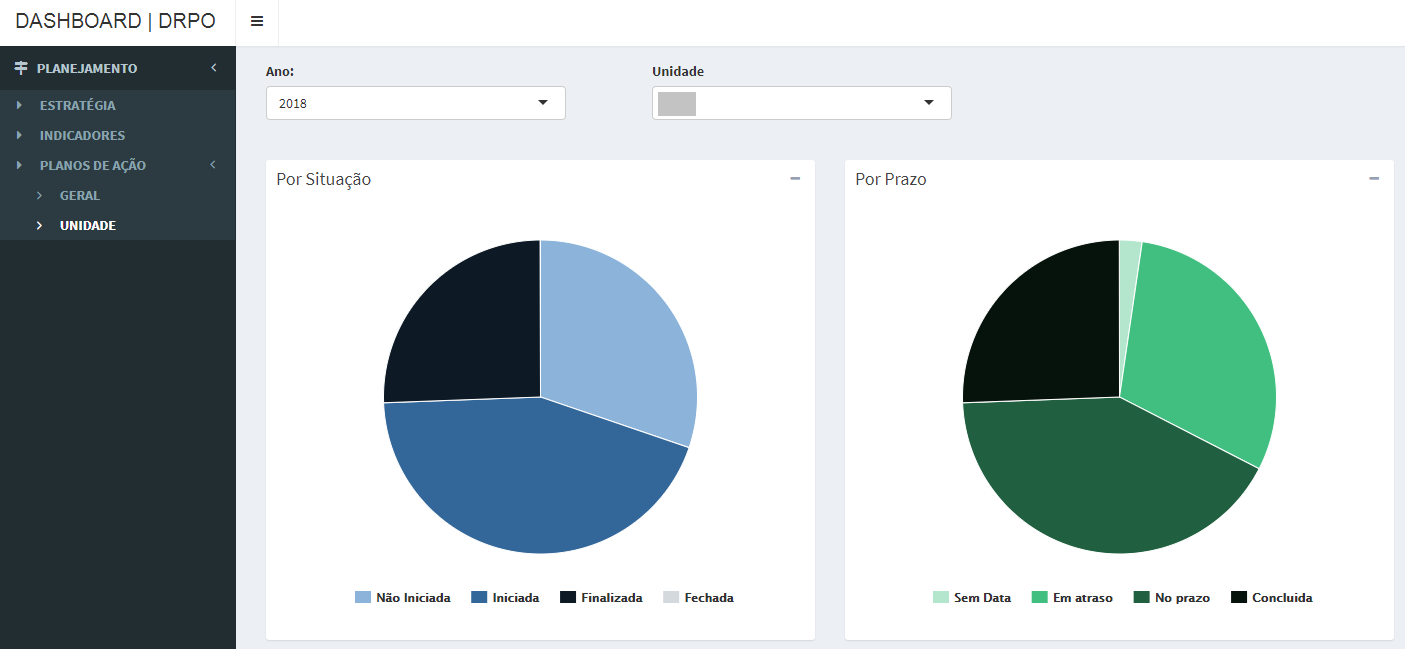 DASHBOARD | DRPO
PLANEJAMENTO
ESTRATÉGIA
INDICADORES
PLANOS DE AÇÃO
GERAL
UNIDADE
Ano:
2018
Unidade
Por Situação
Não Iniciada Iniciada Finalizada Fechada
Por Prazo
Sem Data Em atraso No prazo Concluida